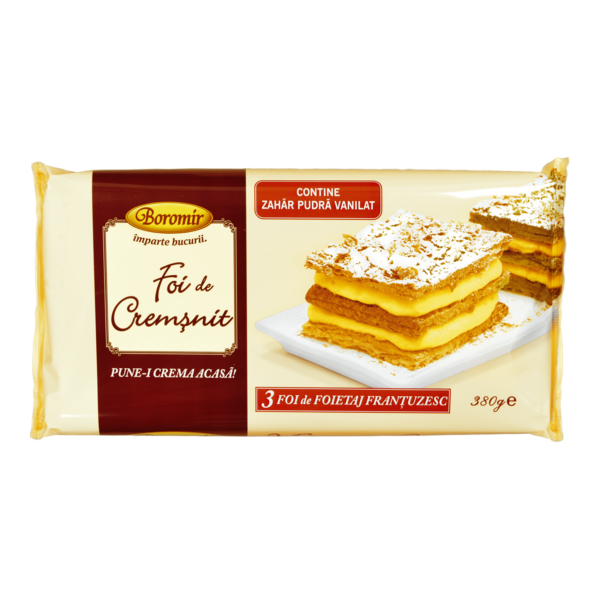 Boromir
împarte bucurii.
Foi de
Cremșnit
PUNE-I CREMA ACASĂ!
CONTINE
ZAHĂR PUDRĂ VANILAT
3 FOI de FOIETAJ FRANȚUZESC
380g e